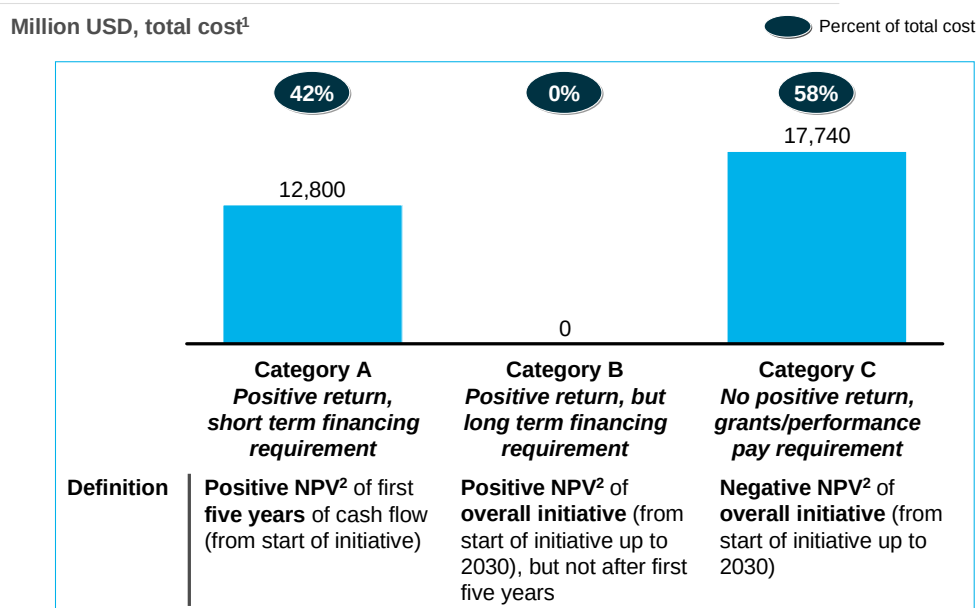 Million USD, total cost¹
Percent of total cost
42%
0%
58%
12,800
0
17,740
Category A
Positive return,
short term financing
requirement
Category B
Positive return, but
long term financing
requirement
Category C
No positive return,
grants/performance
pay requirement
Definition
Positive NPV² of first
five years of cash flow
(from start of initiative)
Positive NPV² of
overall initiative (from
start of initiative up to
2030), but not after first
five years
Negative NPV² of
overall initiative (from
start of initiative up to
2030)